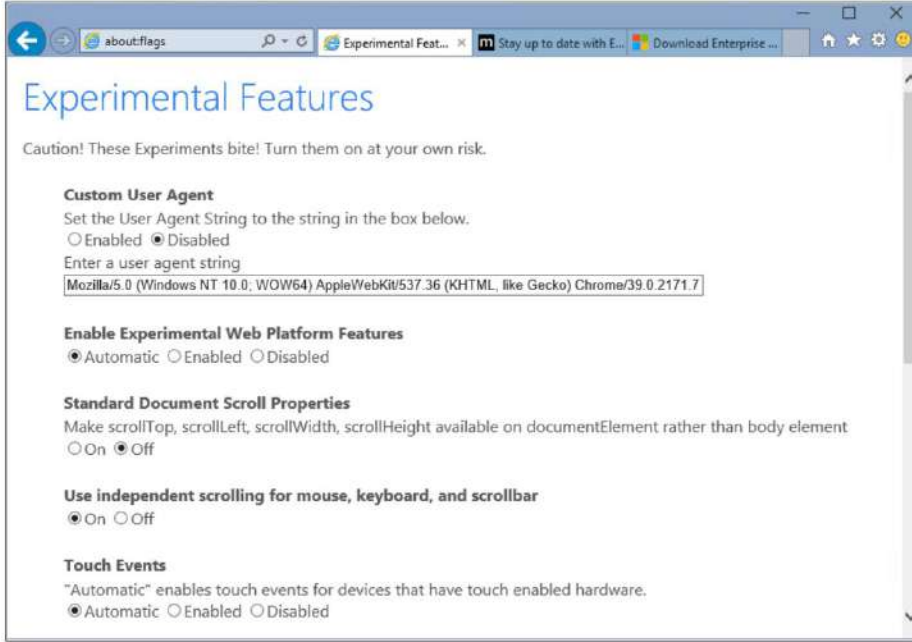 about:flags
Experimental Feat...
Stay up to date with E...
Download Enterprise ...
Experimental Features
Caution! These Experiments bite! Turn them on at your own risk.
Custom User Agent
Set the User Agent String to the string in the box below.
Enabled Disabled
Enter a user agent string
Mozilla/5.0 (Windows NT 10.0; WOW64) AppleWebKit/537.36 (KHTML, like Gecko) Chrome/39.0.2171.7
Enable Experimental Web Platform Features
Automatic Enabled Disabled
Standard Document Scroll Properties
Make scrollTop, scrollLeft, scrollWidth, scrollHeight available on documentElement rather than body element
On Off
Use independent scrolling for mouse, keyboard, and scrollbar
On Off
Touch Events
"Automatic" enables touch events for devices that have touch enabled hardware.
Automatic Enabled Disabled